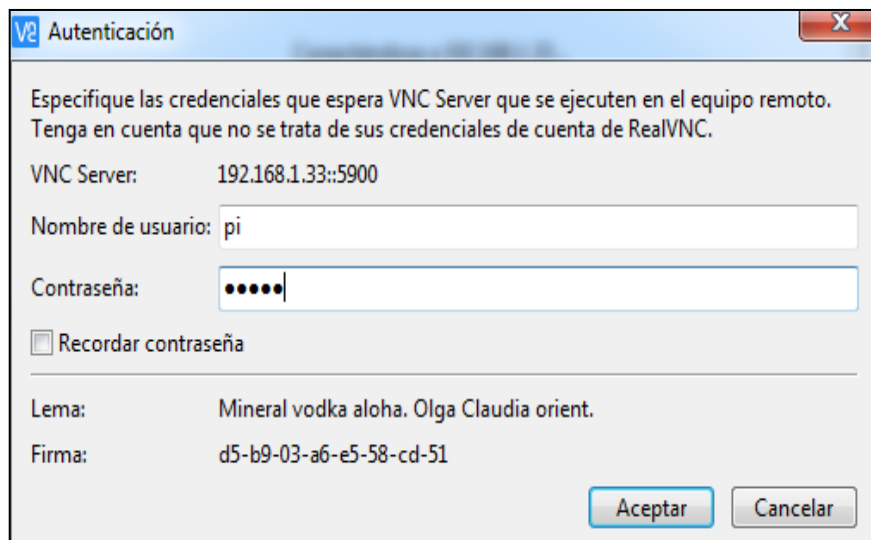 Autenticación
Especifique las credenciales que espera VNC Server que se ejecuten en el equipo remoto.
Tenga en cuenta que no se trata de sus credenciales de cuenta de RealVNC.
VNC Server: 192.168.1.33::5900
Nombre de usuario: pi
Contraseña: •••••
Recordar contraseña
Lema: Mineral vodka aloha. Olga Claudia orient.
Firma: d5-b9-03-a6-e5-58-cd-51
Aceptar Cancelar